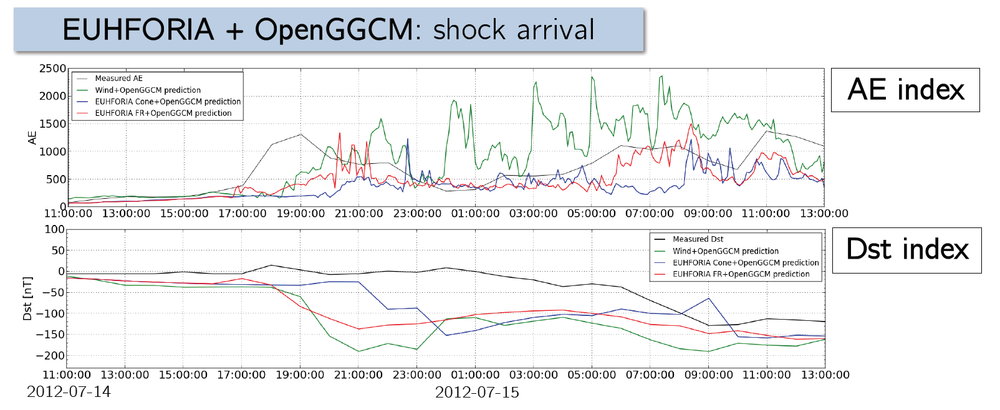 EUHFORIA + OpenGGCM: shock arrival
2500
2000
1500
1000
500
0
AE
Measured AE
Wind+OpenGGCM prediction
EUHFORIA Cone+OpenGGCM prediction
EUHFORIA FR+OpenGGCM prediction
AE index
11:00:00 13:00:00 15:00:00 17:00:00 19:00:00 21:00:00 23:00:00 01:00:00 03:00:00 05:00:00 07:00:00 09:00:00 11:00:00 13:00:00
100
50
0
−50
−100
−150
−200
Dst [nT]
Measured Dst
Wind+OpenGGCM prediction
EUHFORIA Cone+OpenGGCM prediction
EUHFORIA FR+OpenGGCM prediction
Dst index
11:00:00 13:00:00 15:00:00 17:00:00 19:00:00 21:00:00 23:00:00 01:00:00 03:00:00 05:00:00 07:00:00 09:00:00 11:00:00 13:00:00
2012-07-14 2012-07-15